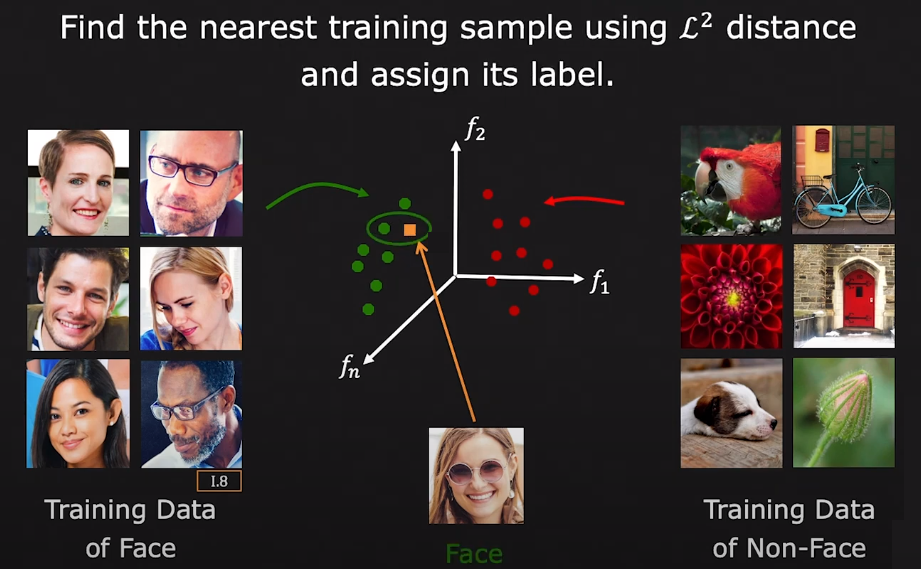 Find the nearest training sample using ℒ² distance
and assign its label.
f₂
f₁
fₙ
I.8
Training Data
of Face
Face
Training Data
of Non-Face